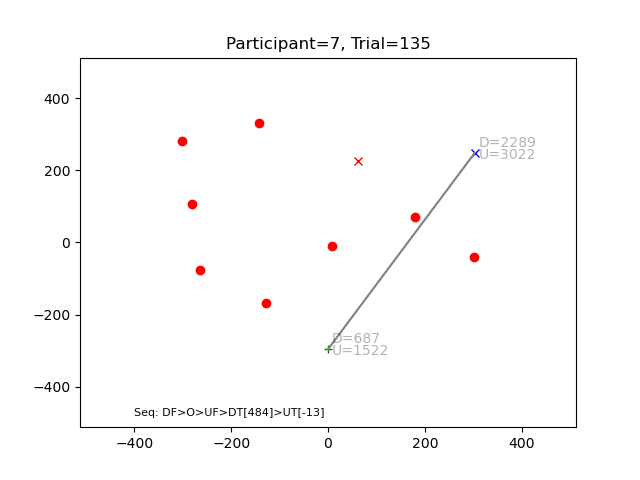 Participant=7, Trial=135
400
200
0
−200
−400
D=2289
U=3022
D=687
U=1522
Seq: DF>O>UF>DT[484]>UT[-13]
−400
−200
0
200
400